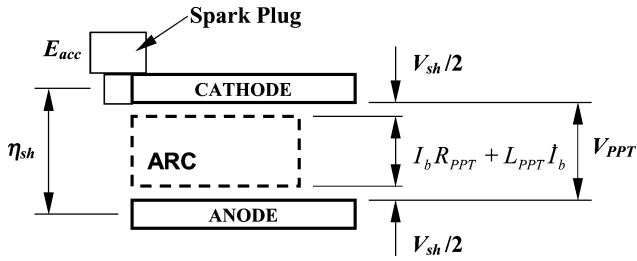 Spark Plug
E_acc
V_sh/2
CATHODE
η_sh
ARC
I_b R_PPT + L_PPT İ_b
V_PPT
ANODE
V_sh/2